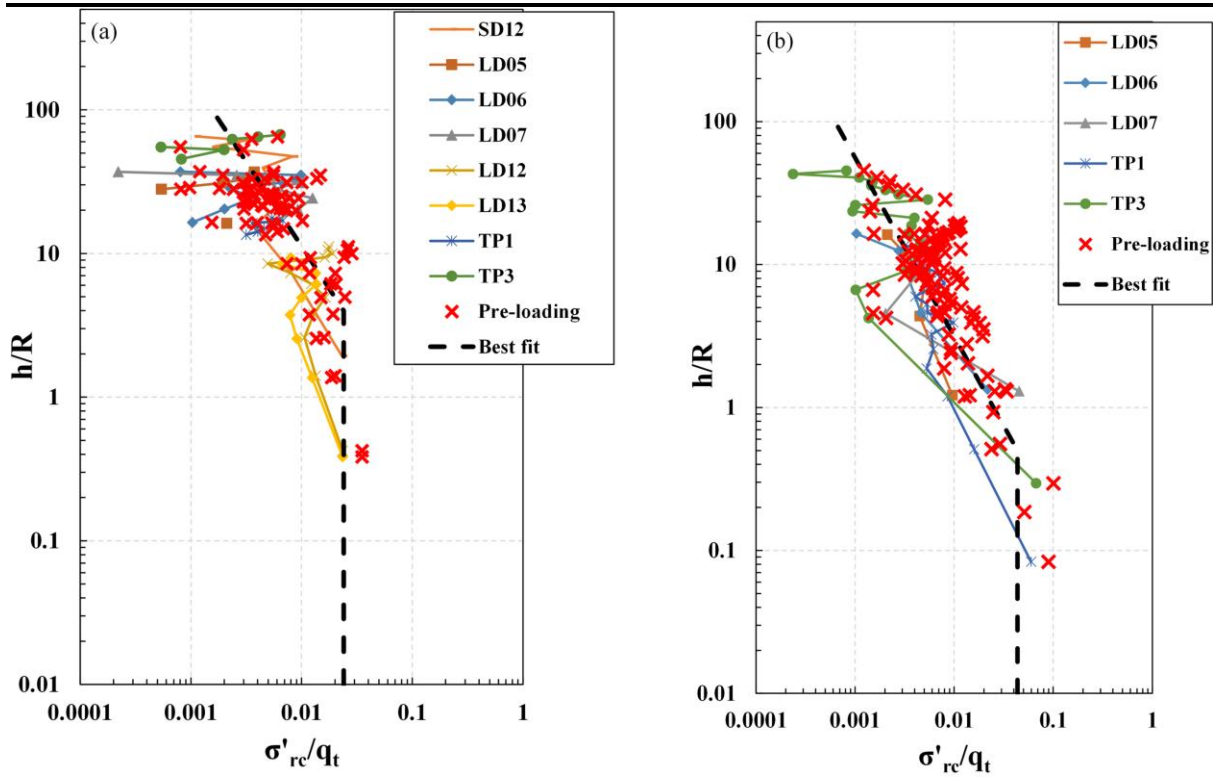 (a)
SD12
LD05
LD06
LD07
LD12
LD13
TP1
TP3
Pre-loading
Best fit
h/R
100
10
1
0.1
0.01
0.0001
0.001
0.01
0.1
1
σ'rc/qt
(b)
LD05
LD06
LD07
TP1
TP3
Pre-loading
Best fit
h/R
100
10
1
0.1
0.01
0.0001
0.001
0.01
0.1
1
σ'rc/qt